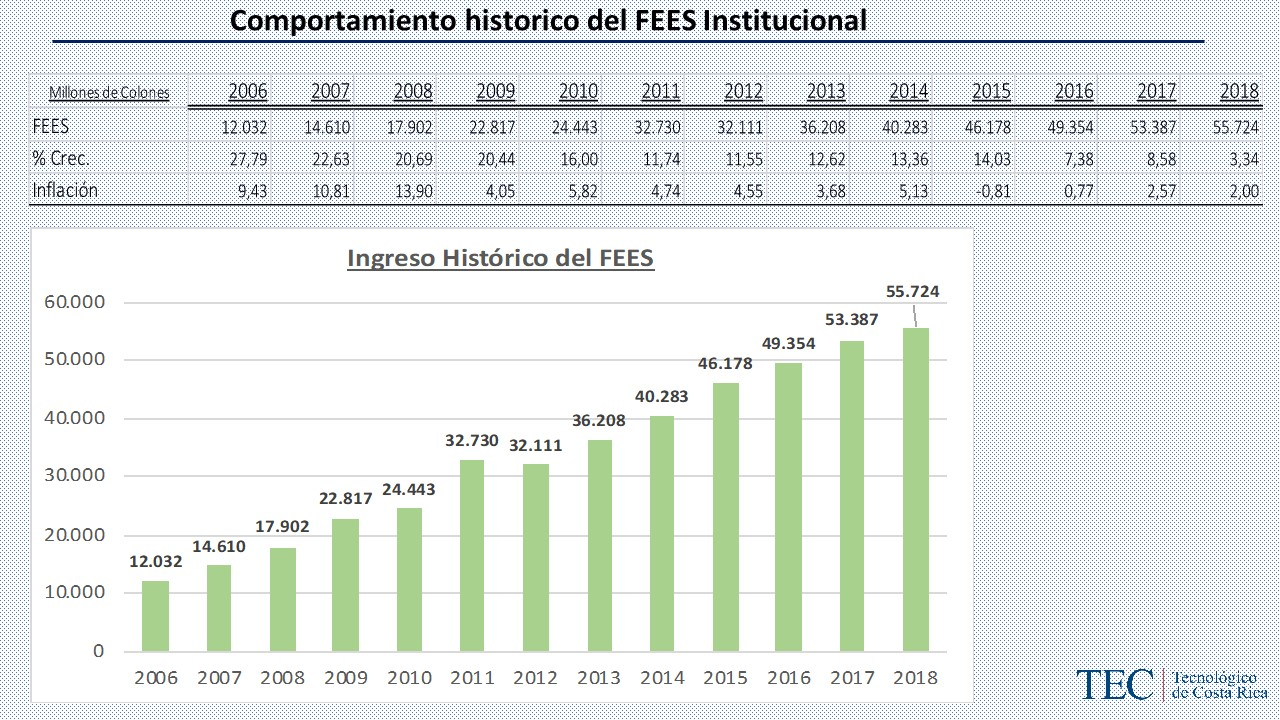 Comportamiento historico del FEES Institucional
Millones de Colones 2006 2007 2008 2009 2010 2011 2012 2013 2014 2015 2016 2017 2018
FEES 12.032 14.610 17.902 22.817 24.443 32.730 32.111 36.208 40.283 46.178 49.354 53.387 55.724
% Crec. 27,79 22,63 20,69 20,44 16,00 11,74 11,55 12,62 13,36 14,03 7,38 8,58 3,34
Inflación 9,43 10,81 13,90 4,05 5,82 4,74 4,55 3,68 5,13 -0,81 0,77 2,57 2,00
Ingreso Histórico del FEES
60.000
50.000
40.000
30.000
20.000
10.000
0
12.032
14.610
17.902
22.817
24.443
32.730
32.111
36.208
40.283
46.178
49.354
53.387
55.724
2006 2007 2008 2009 2010 2011 2012 2013 2014 2015 2016 2017 2018
TEC
Tecnológico
de Costa Rica